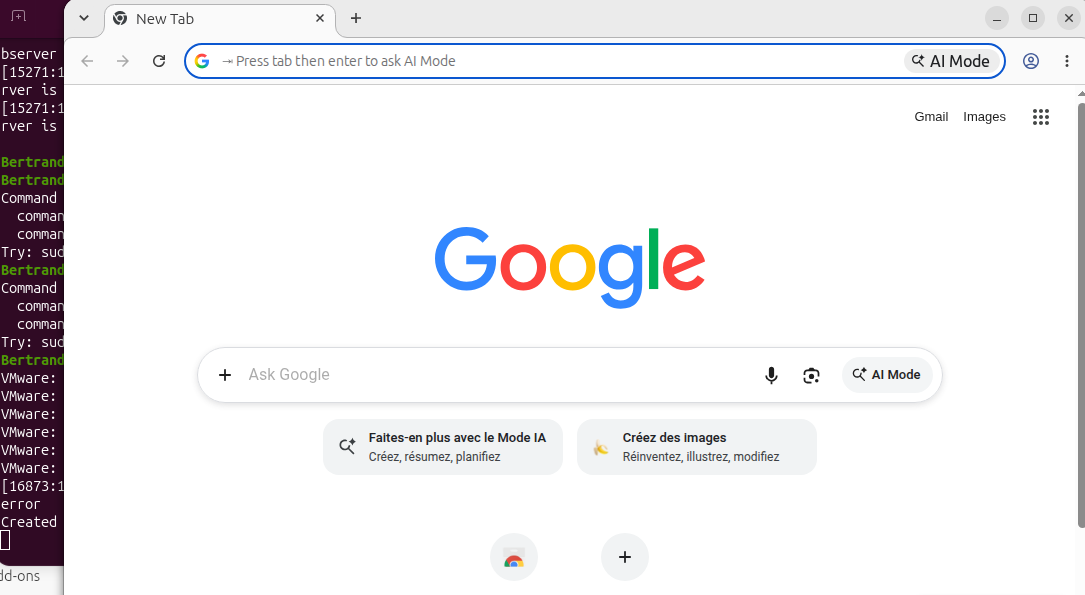 New Tab
Press tab then enter to ask AI Mode
AI Mode
Gmail
Images
Google
Ask Google
AI Mode
Faites-en plus avec le Mode IA
Créez, résumez, planifiez
Créez des images
Réinventez, illustrez, modifiez
bserver
[15271:1
rver is
[15271:1
rver is
Bertrand
Bertrand
Command
comman
comman
Try: sud
Bertrand
Command
comman
comman
Try: sud
Bertrand
VMware:
VMware:
VMware:
VMware:
VMware:
VMware:
[16873:1
error
Created
dd-ons